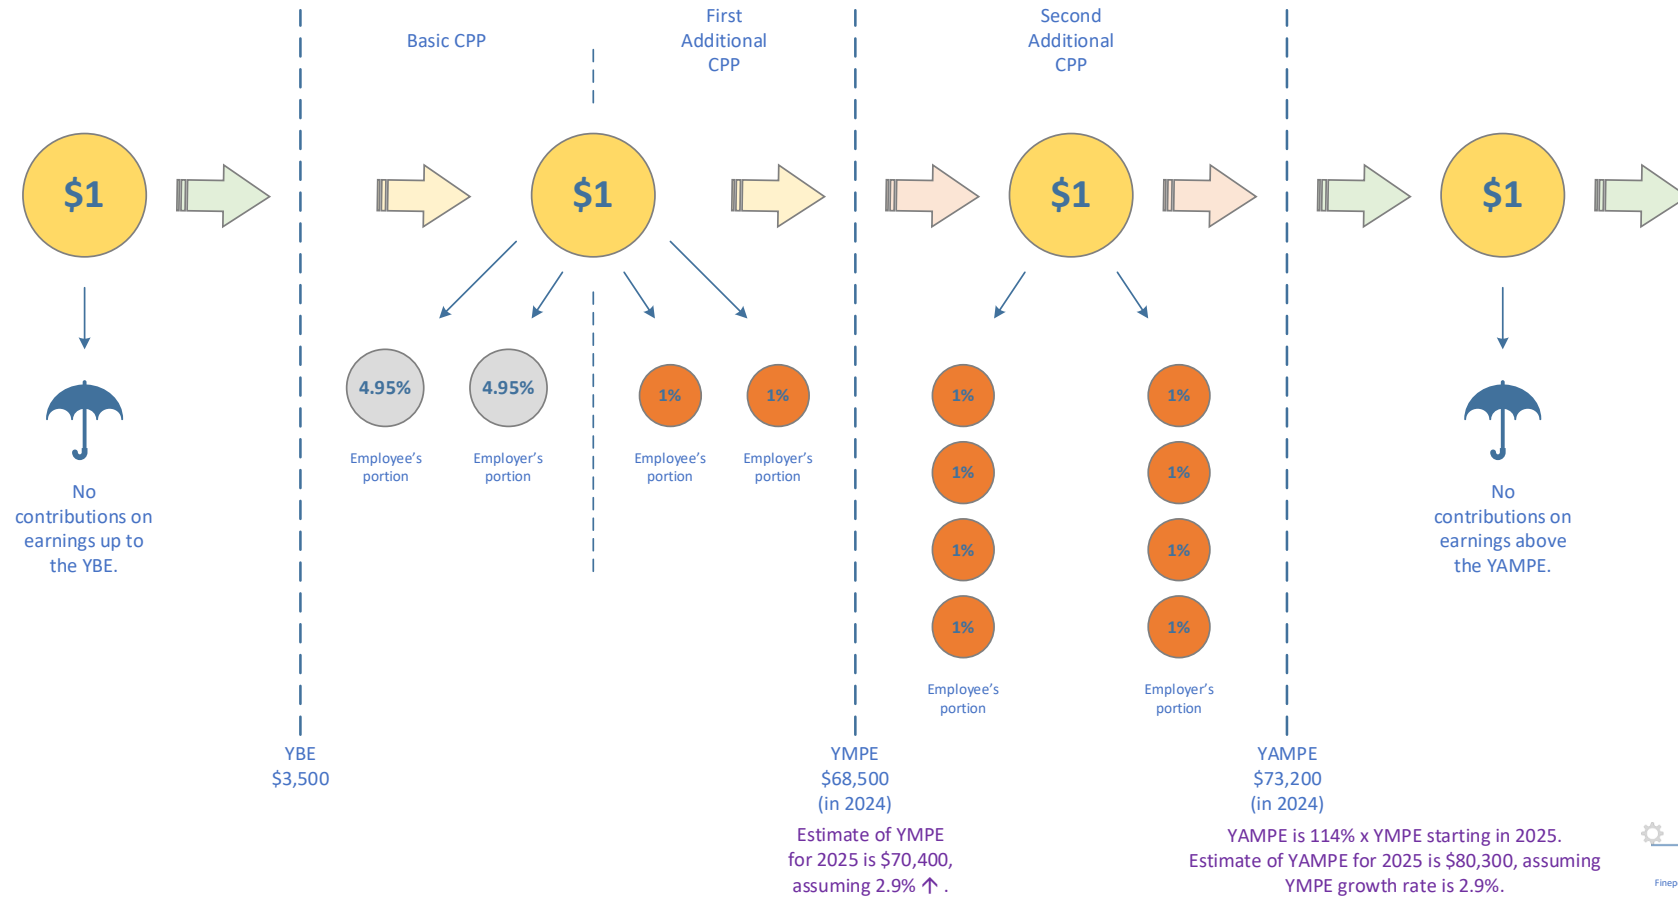 Basic CPP
First
Additional
CPP
Second
Additional
CPP
$1
$1
$1
$1
4.95%
4.95%
1%
1%
1%
1%
1%
1%
1%
1%
1%
1%
Employee's
portion
Employer's
portion
Employee's
portion
Employer's
portion
Employee's
portion
Employer's
portion
No
contributions on
earnings up to
the YBE.
No
contributions on
earnings above
the YAMPE.
YBE
$3,500
YMPE
$68,500
(in 2024)
Estimate of YMPE
for 2025 is $70,400,
assuming 2.9% ↑ .
YAMPE
$73,200
(in 2024)
YAMPE is 114% x YMPE starting in 2025.
Estimate of YAMPE for 2025 is $80,300, assuming
YMPE growth rate is 2.9%.
Finep